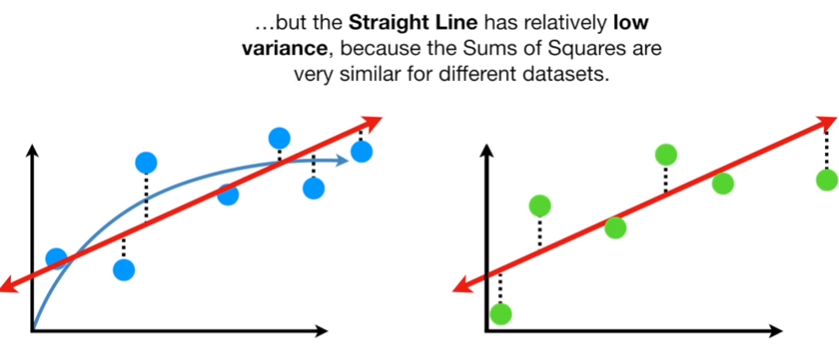 ...but the Straight Line has relatively low
variance, because the Sums of Squares are
very similar for different datasets.